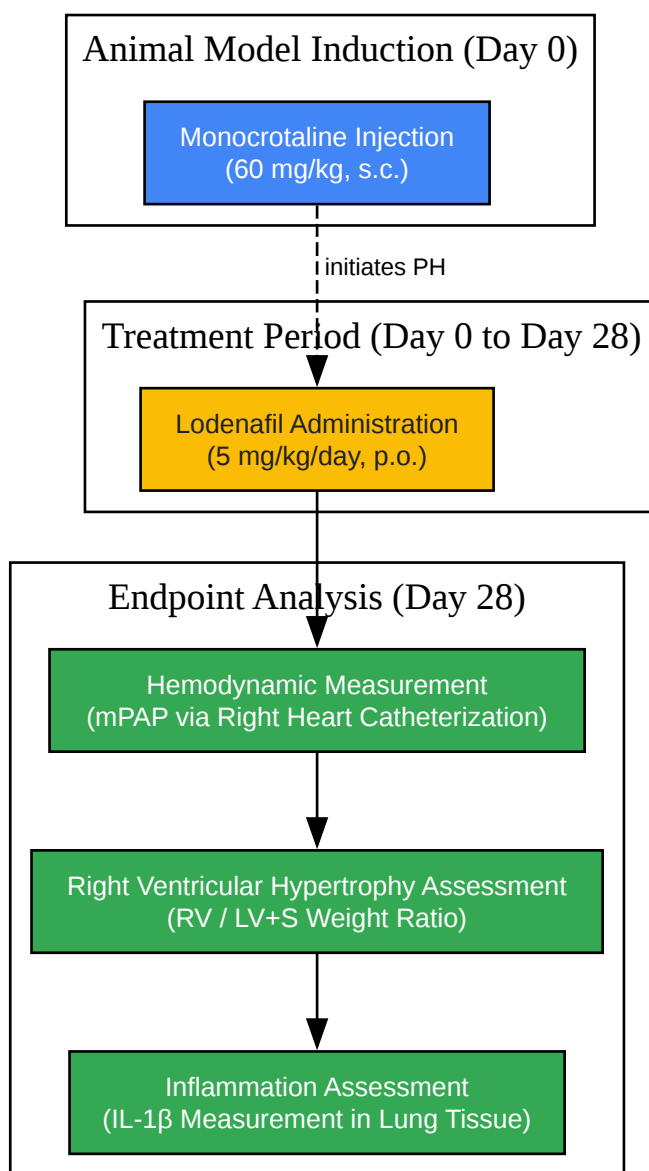 Animal Model Induction (Day 0)
Monocrotaline Injection
(60 mg/kg, s.c.)
initiates PH
Treatment Period (Day 0 to Day 28)
Lodenafil Administration
(5 mg/kg/day, p.o.)
Endpoint Analysis (Day 28)
Hemodynamic Measurement
(mPAP via Right Heart Catheterization)
Right Ventricular Hypertrophy Assessment
(RV / LV+S Weight Ratio)
Inflammation Assessment
(IL-1β Measurement in Lung Tissue)